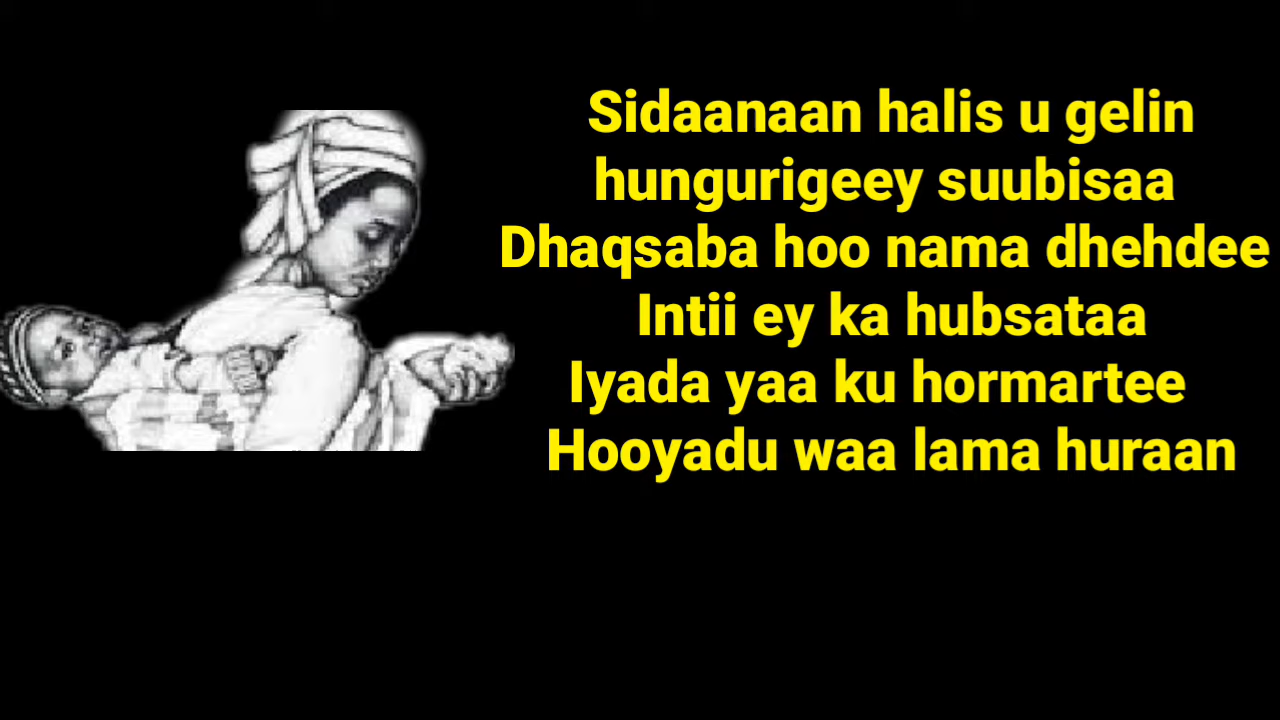 Sidaanaan halis u gelin
hungurigeey suubisaa
Dhaqsaba hoo nama dhehdee
Intii ey ka hubsataa
Iyada yaa ku hormartee
Hooyadu waa lama huraan